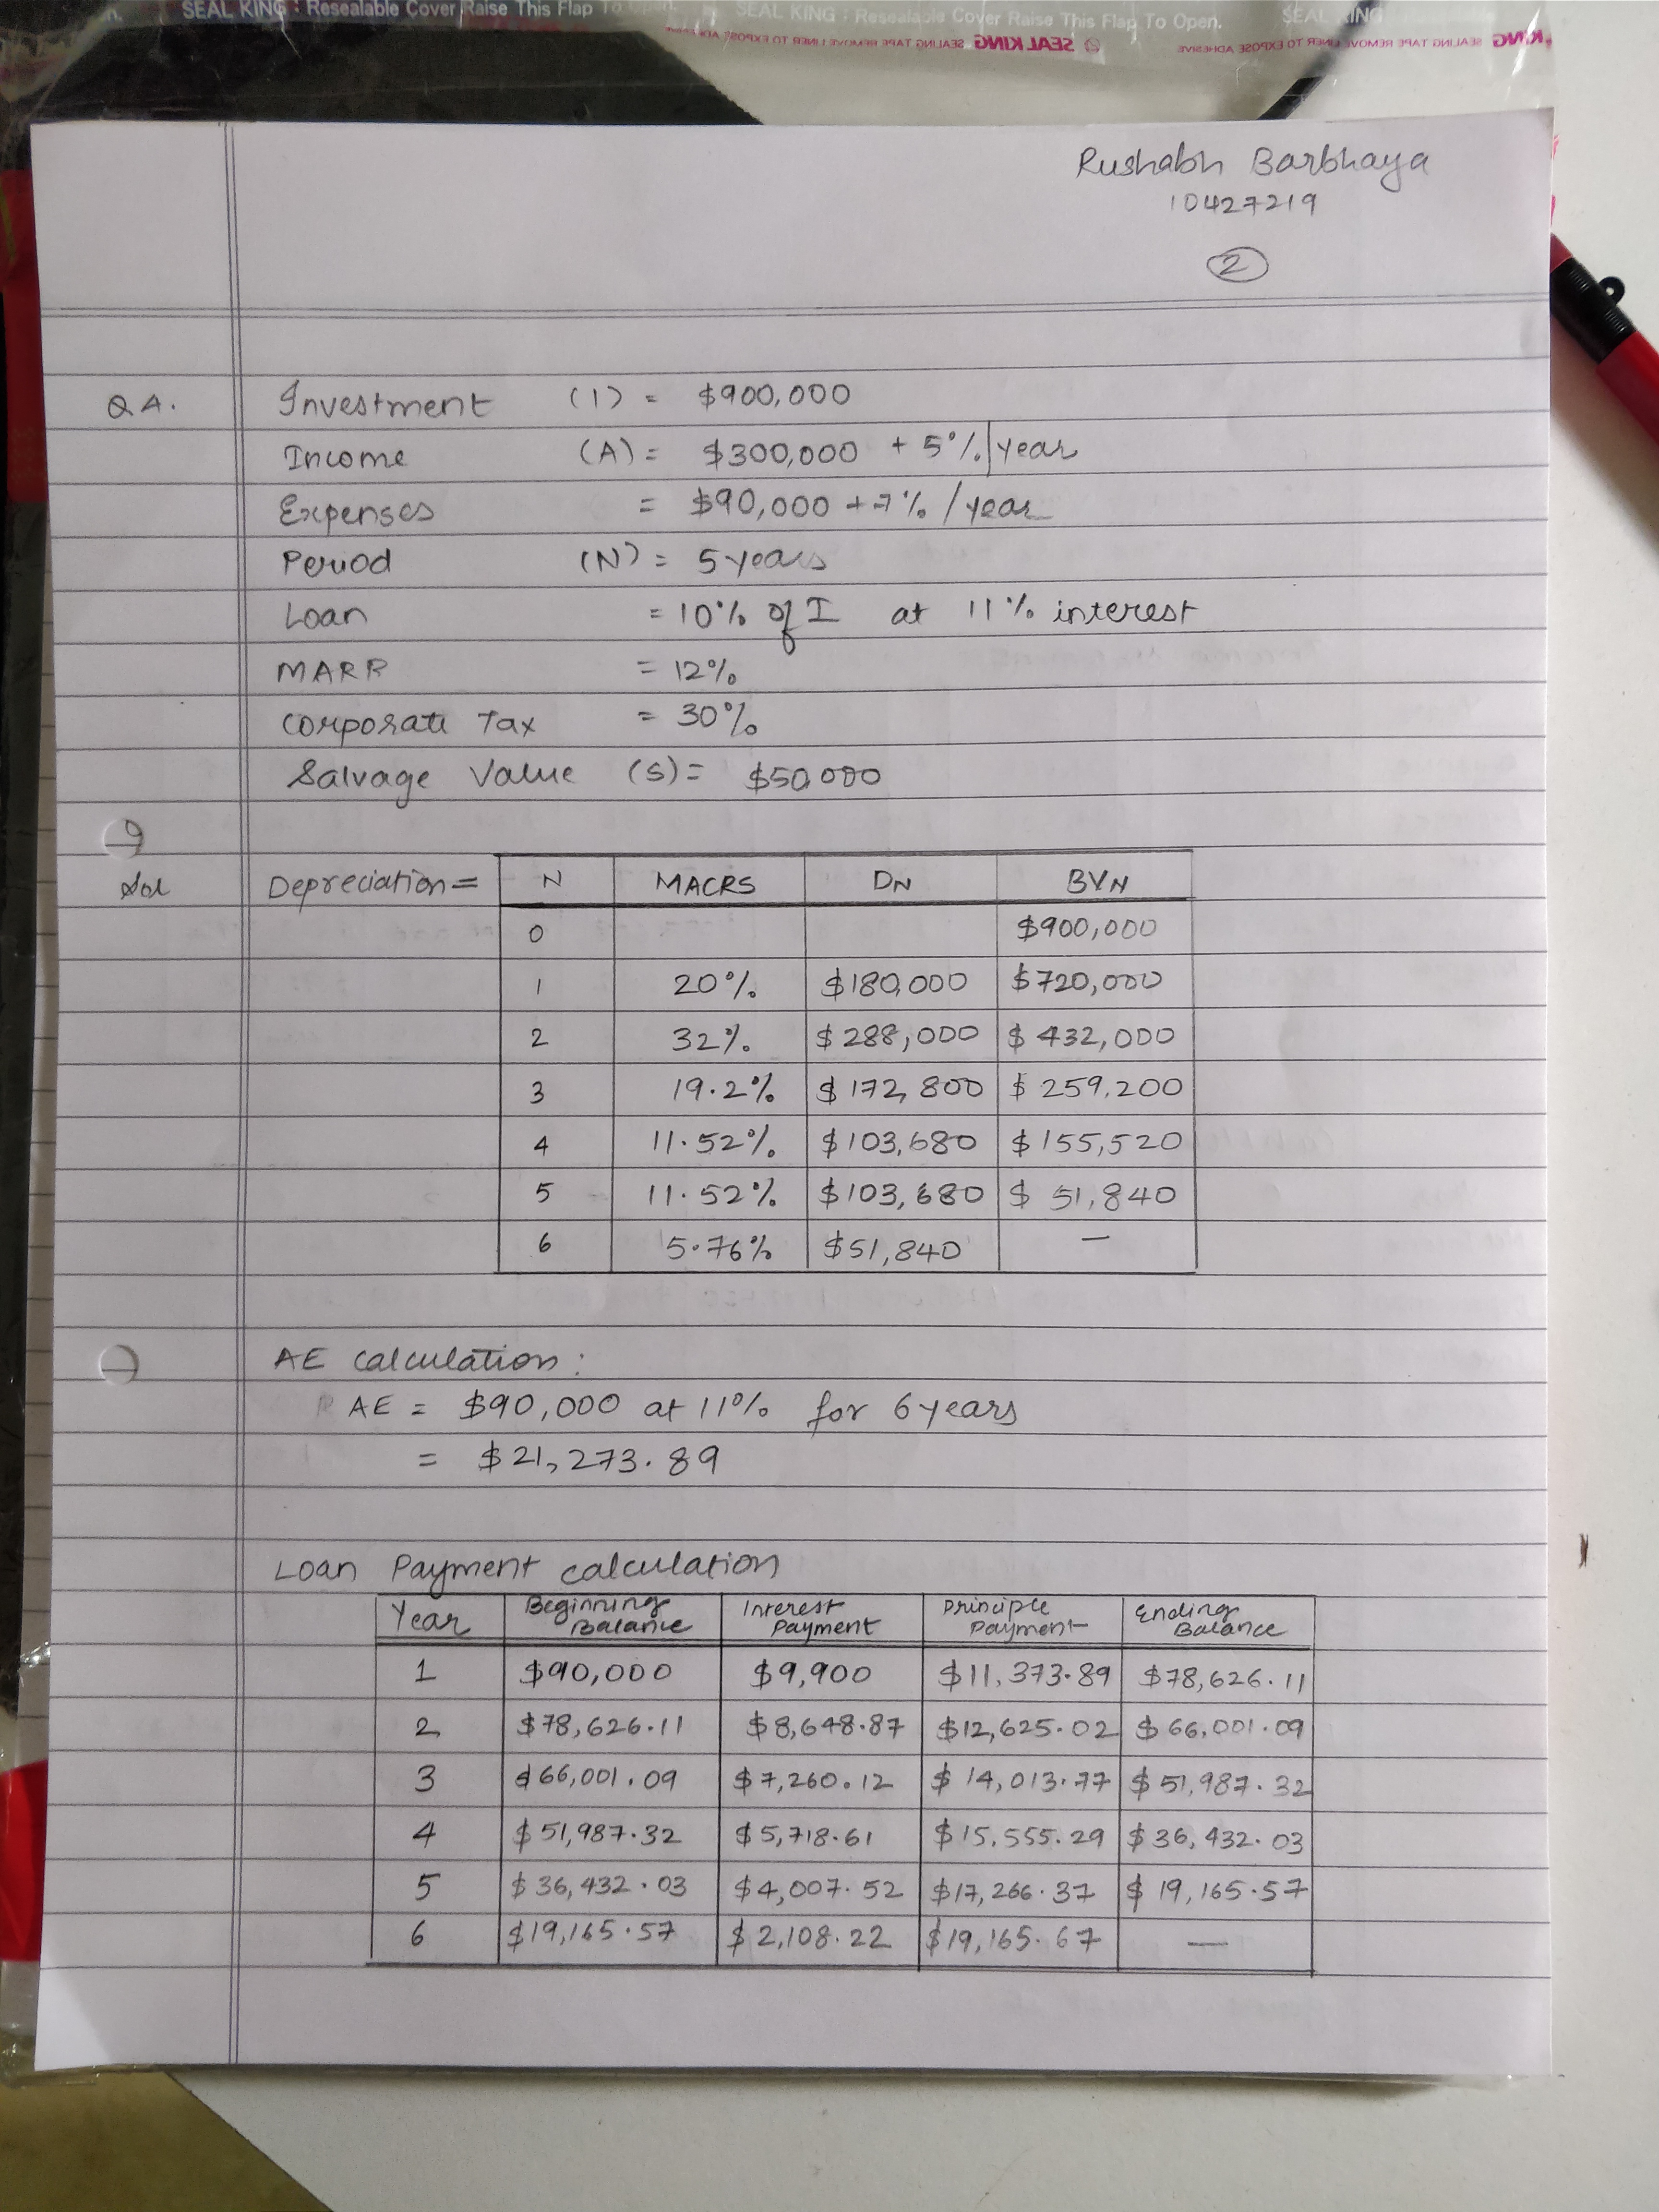 SEAL KING : Resealable Cover Raise This Flap To Open.
SEAL KING : Resealable Cover Raise This Flap To Open.
SEAL KING
SEAL KING SEALING TAPE REMOVE LINER TO EXPOSE ADHESIVE
SEAL KING SEALING TAPE REMOVE LINER TO EXPOSE ADHESIVE
Rushabh Barbhaya
10427219
2
Q4. Investment (I) = $900,000
Income (A) = $300,000 + 5%/year
Expenses = $90,000 + 7%/year
Period (N) = 5 years
Loan = 10% of I at 11% interest
MARR = 12%
Corporate Tax = 30%
Salvage Value (S) = $50,000
Sol Depreciation = N MACRS DN BVN
0 $900,000
1 20% $180,000 $720,000
2 32% $288,000 $432,000
3 19.2% $172,800 $259,200
4 11.52% $103,680 $155,520
5 11.52% $103,680 $51,840
6 5.76% $51,840 —
AE calculation:
AE = $90,000 at 11% for 6 years
= $21,273.89
Loan Payment calculation
Year Beginning Balance Interest Payment Principle Payment Ending Balance
1 $90,000 $9,900 $11,373.89 $78,626.11
2 $78,626.11 $8,648.87 $12,625.02 $66,001.09
3 $66,001.09 $7,260.12 $14,013.77 $51,987.32
4 $51,987.32 $5,718.61 $15,555.29 $36,432.03
5 $36,432.03 $4,007.52 $17,266.37 $19,165.57
6 $19,165.57 $2,108.22 $19,165.67 —